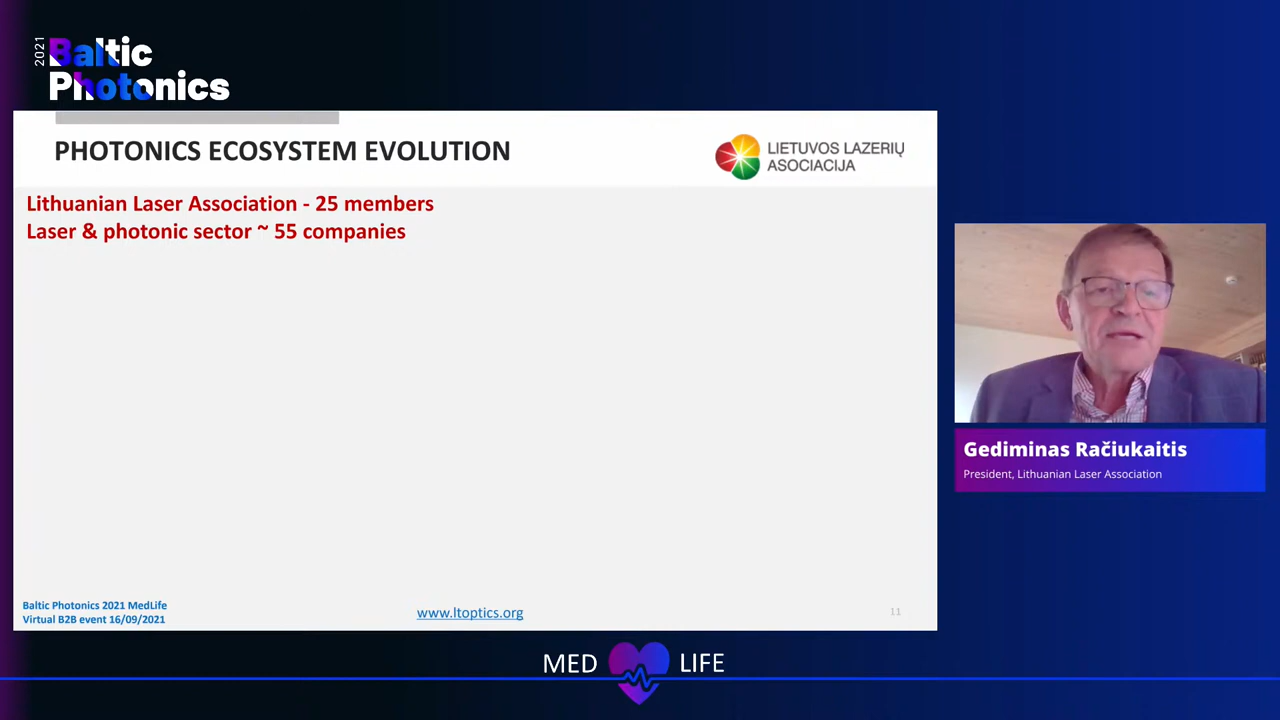 2021
Baltic
Photonics
PHOTONICS ECOSYSTEM EVOLUTION
LIETUVOS LAZERIŲ
ASOCIACIJA
Lithuanian Laser Association - 25 members
Laser & photonic sector ~ 55 companies
Gediminas Račiukaitis
President, Lithuanian Laser Association
Baltic Photonics 2021 MedLife
Virtual B2B event 16/09/2021
www.ltoptics.org
11
MED LIFE